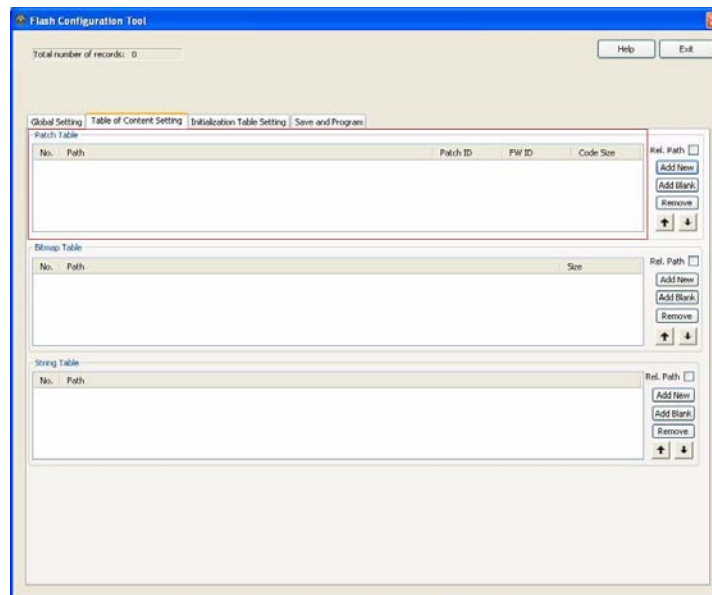 Flash Configuration Tool
Total number of records: 0
Help
Exit
Global Setting
Table of Content Setting
Initialization Table Setting
Save and Program
Patch Table
No. Path Patch ID FW ID Code Size
Rel. Path
Add New
Add Blank
Remove
Bitmap Table
No. Path Size
Rel. Path
Add New
Add Blank
Remove
String Table
No. Path
Rel. Path
Add New
Add Blank
Remove